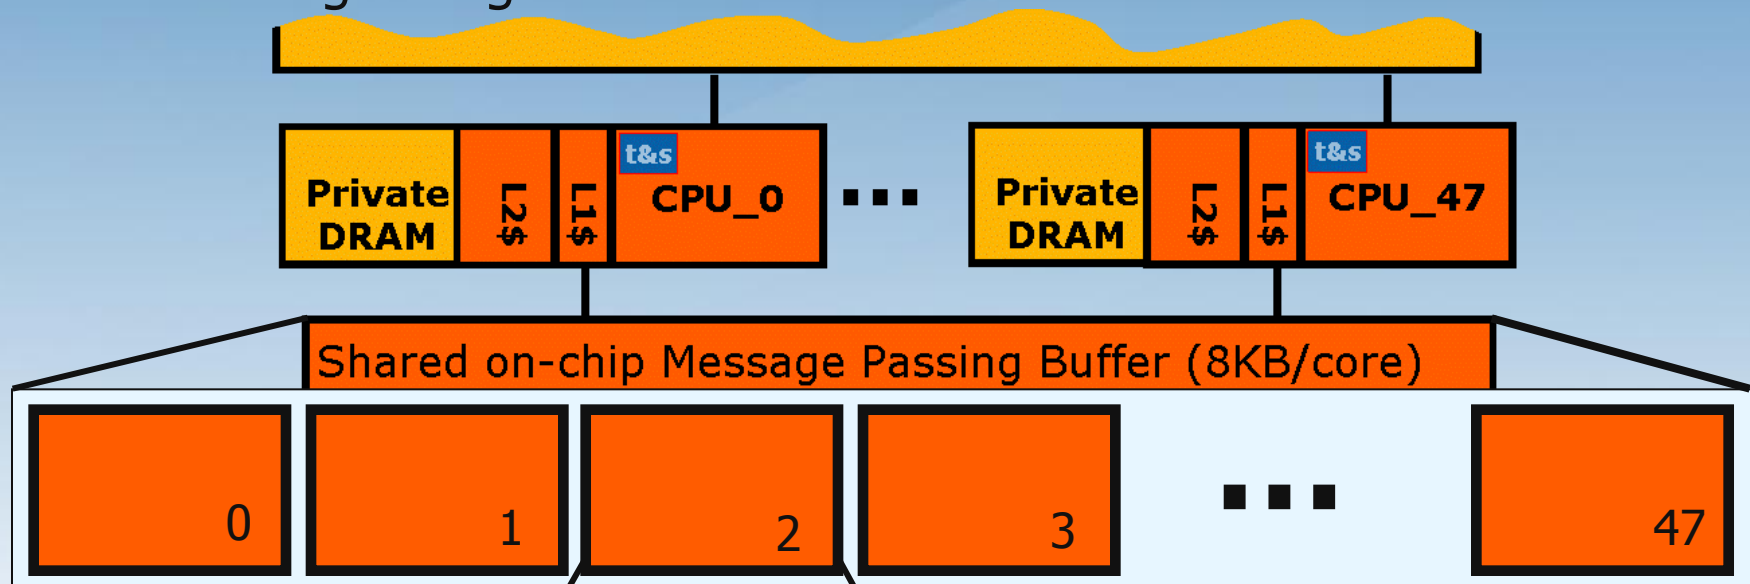 t&s
Private
DRAM
L2$
L1$
CPU_0
...
t&s
Private
DRAM
L2$
L1$
CPU_47
Shared on-chip Message Passing Buffer (8KB/core)
0
1
2
3
...
47